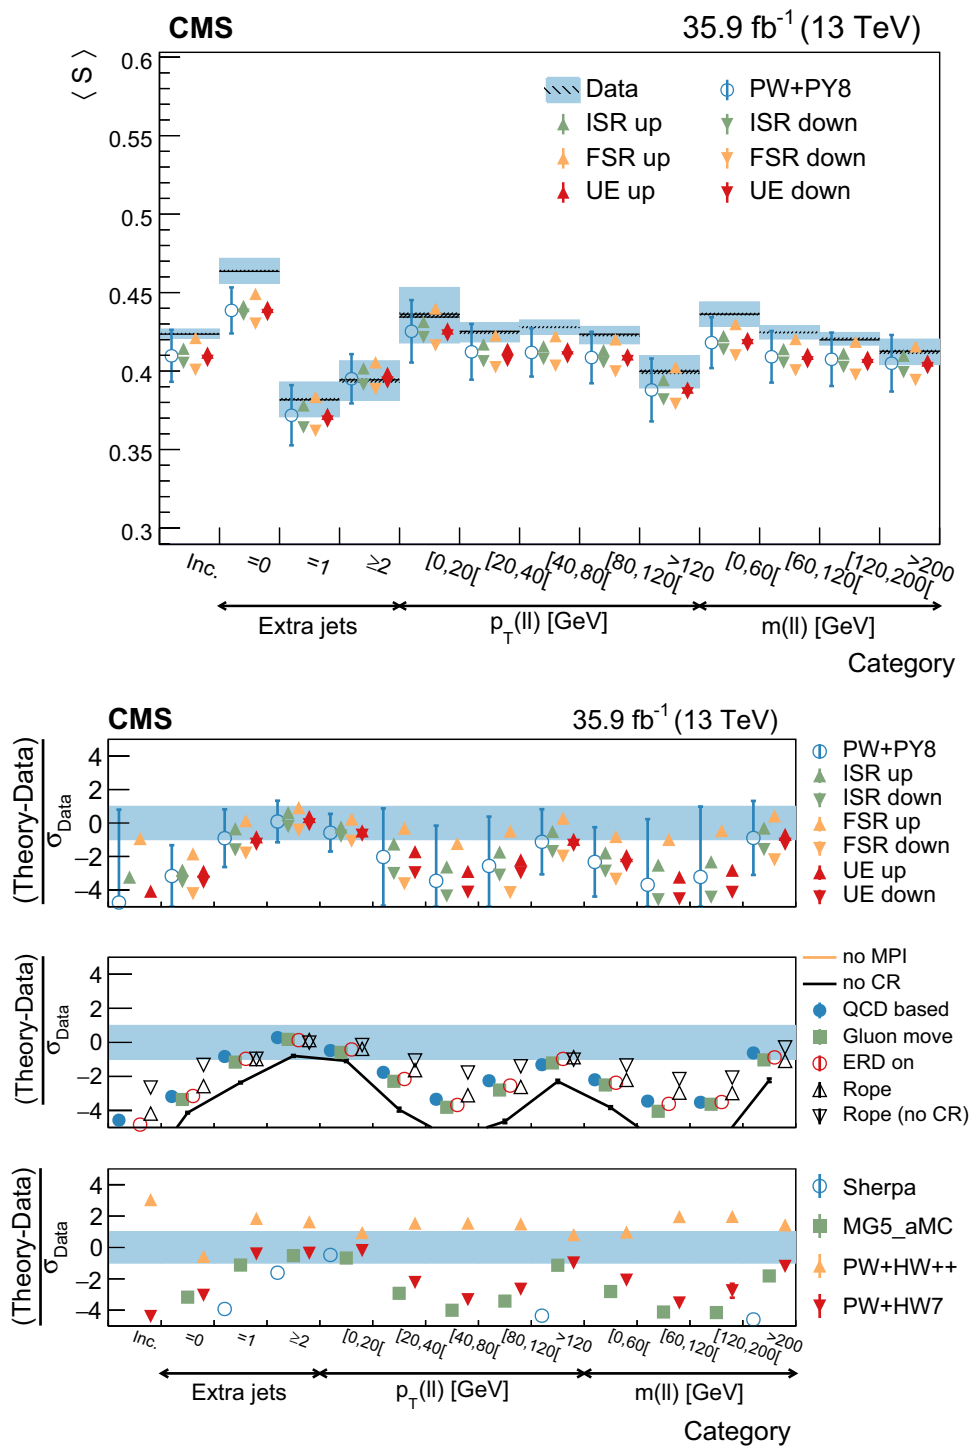 CMS 35.9 fb⁻¹ (13 TeV)
⟨ S ⟩
0.6
0.55
0.5
0.45
0.4
0.35
0.3
Data PW+PY8
ISR up ISR down
FSR up FSR down
UE up UE down
Inc. =0 =1 ≥2 [0,20[ [20,40[ [40,80[ [80,120[ >120 [0,60[ [60,120[ [120,200[ >200
Extra jets p_T(ll) [GeV] m(ll) [GeV]
Category
CMS 35.9 fb⁻¹ (13 TeV)
(Theory-Data)
σ_Data
4
2
0
−2
−4
PW+PY8
ISR up
ISR down
FSR up
FSR down
UE up
UE down
(Theory-Data)
σ_Data
4
2
0
−2
−4
no MPI
no CR
QCD based
Gluon move
ERD on
Rope
Rope (no CR)
(Theory-Data)
σ_Data
4
2
0
−2
−4
Sherpa
MG5_aMC
PW+HW++
PW+HW7
Inc. =0 =1 ≥2 [0,20[ [20,40[ [40,80[ [80,120[ >120 [0,60[ [60,120[ [120,200[ >200
Extra jets p_T(ll) [GeV] m(ll) [GeV]
Category